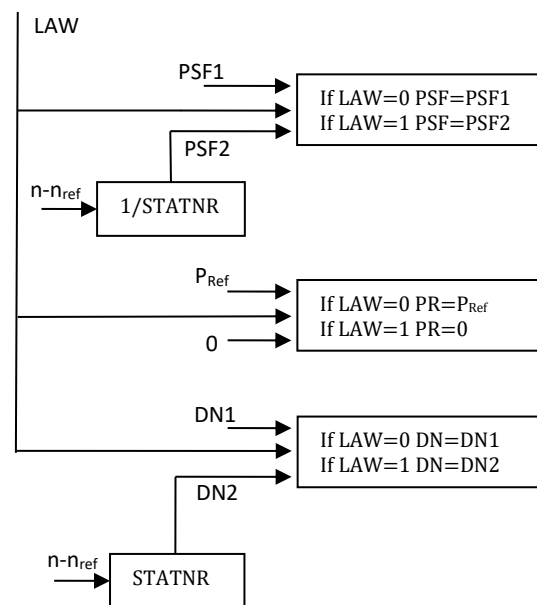 LAW
PSF1
If LAW=0 PSF=PSF1
If LAW=1 PSF=PSF2
PSF2
n-nref
1/STATNR
PRef
If LAW=0 PR=PRef
If LAW=1 PR=0
0
DN1
If LAW=0 DN=DN1
If LAW=1 DN=DN2
DN2
n-nref
STATNR